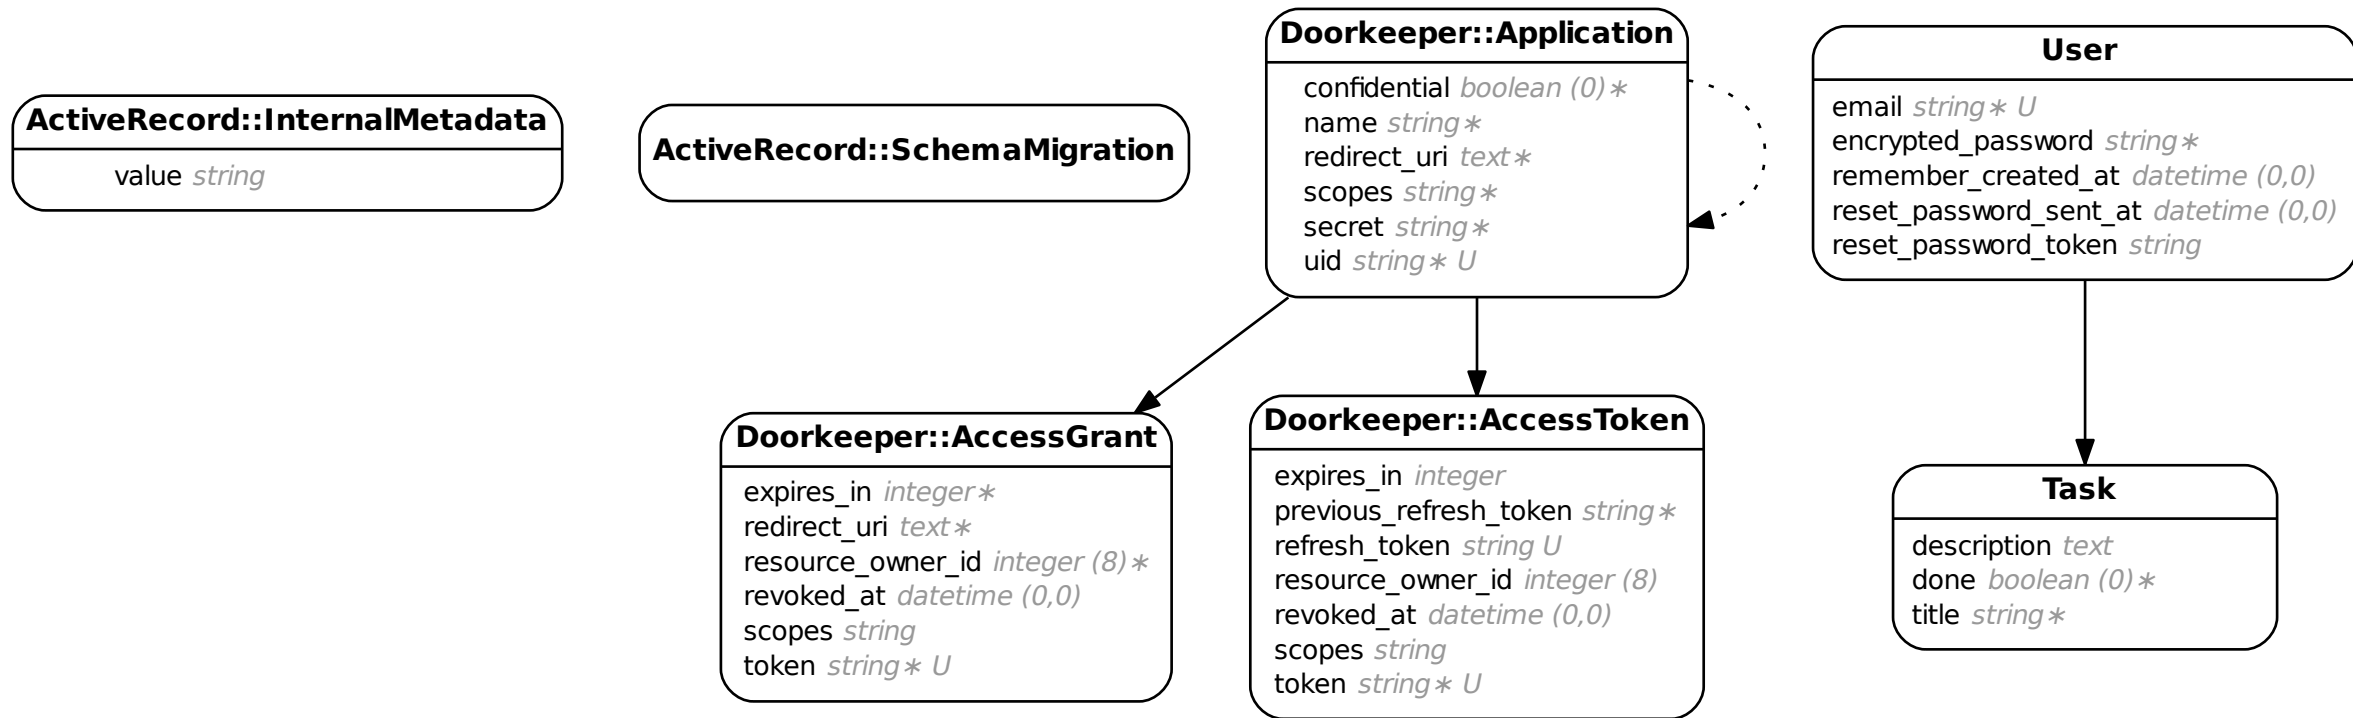 ActiveRecord::InternalMetadata
value string
ActiveRecord::SchemaMigration
Doorkeeper::Application
confidential boolean (0)∗
name string∗
redirect_uri text∗
scopes string∗
secret string∗
uid string∗ U
User
email string∗ U
encrypted_password string∗
remember_created_at datetime (0,0)
reset_password_sent_at datetime (0,0)
reset_password_token string
Doorkeeper::AccessGrant
expires_in integer∗
redirect_uri text∗
resource_owner_id integer (8)∗
revoked_at datetime (0,0)
scopes string
token string∗ U
Doorkeeper::AccessToken
expires_in integer
previous_refresh_token string∗
refresh_token string U
resource_owner_id integer (8)
revoked_at datetime (0,0)
scopes string
token string∗ U
Task
description text
done boolean (0)∗
title string∗